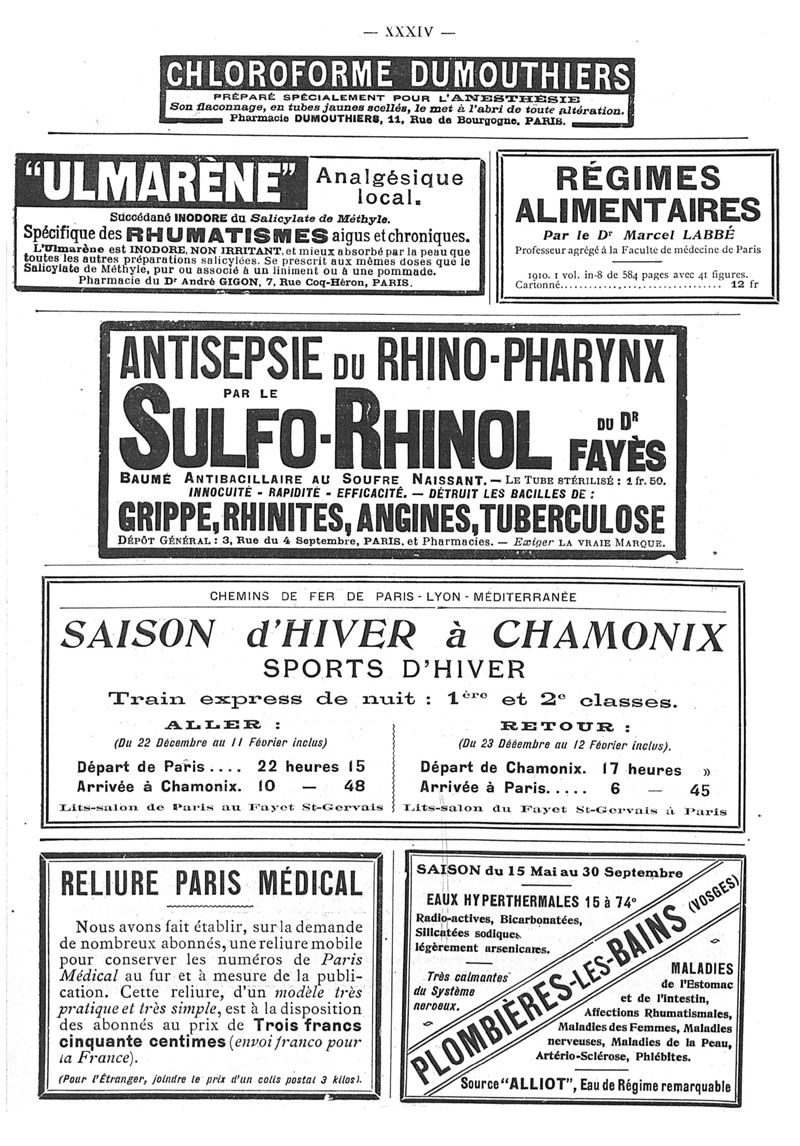 — XXXIV —
CHLOROFORME DUMOUTHIERS
PRÉPARÉ SPÉCIALEMENT POUR L'ANESTHÉSIE
Son flaconnage, en tubes jaunes scellés, le met à l'abri de toute altération.
Pharmacie DUMOUTHIERS, 11, Rue de Bourgogne, PARIS.
"ULMARÈNE" Analgésique
local.
Succédané INODORE du Salicylate de Méthyle.
Spécifique des RHUMATISMES aigus et chroniques.
L'Ulmarène est INODORE, NON IRRITANT, et mieux absorbé par la peau que
toutes les autres préparations salicylées. Se prescrit aux mêmes doses que le
Salicylate de Méthyle, pur ou associé à un liniment ou à une pommade.
Pharmacie du Dr André GIGON, 7, Rue Coq-Héron, PARIS.
RÉGIMES
ALIMENTAIRES
Par le Dr Marcel LABBÉ
Professeur agrégé à la Faculté de médecine de Paris
1910. 1 vol. in-8 de 584 pages avec 41 figures.
Cartonné.............................. 12 fr
ANTISEPSIE DU RHINO-PHARYNX
PAR LE
SULFO-RHINOL DU DR
FAYÈS
BAUME ANTIBACILLAIRE AU SOUFRE NAISSANT. — LE TUBE STÉRILISÉ : 1 fr. 50.
INNOCUITÉ - RAPIDITÉ - EFFICACITÉ. — DÉTRUIT LES BACILLES DE :
GRIPPE, RHINITES, ANGINES, TUBERCULOSE
DÉPÔT GÉNÉRAL : 3, Rue du 4 Septembre, PARIS, et Pharmacies. — Exiger LA VRAIE MARQUE.
CHEMINS DE FER DE PARIS - LYON - MÉDITERRANÉE
SAISON d'HIVER à CHAMONIX
SPORTS D'HIVER
Train express de nuit : 1ère et 2e classes.
ALLER :
(Du 22 Décembre au 11 Février inclus)
Départ de Paris.... 22 heures 15
Arrivée à Chamonix. 10 — 48
Lits-salon de Paris au Fayet St-Gervais
RETOUR :
(Du 23 Décembre au 12 Février inclus).
Départ de Chamonix. 17 heures »
Arrivée à Paris..... 6 — 45
Lits-salon du Fayet St-Gervais à Paris
RELIURE PARIS MÉDICAL
Nous avons fait établir, sur la demande
de nombreux abonnés, une reliure mobile
pour conserver les numéros de Paris
Médical au fur et à mesure de la publi-
cation. Cette reliure, d'un modèle très
pratique et très simple, est à la disposition
des abonnés au prix de Trois francs
cinquante centimes (envoi franco pour
la France).
(Pour l'Étranger, joindre le prix d'un colis postal 3 kilos).
SAISON du 15 Mai au 30 Septembre
EAUX HYPERTHERMALES 15 à 74°
Radio-actives, Bicarbonatées,
Silicatées sodiques
légèrement arsenicares.
Très calmantes
du Système
nerveux.
PLOMBIÈRES-LES-BAINS (VOSGES)
MALADIES
de l'Estomac
et de l'Intestin,
Affections Rhumatismales,
Maladies des Femmes, Maladies
nerveuses, Maladies de la Peau,
Artério-Sclérose, Phlébites.
Source "ALLIOT", Eau de Régime remarquable